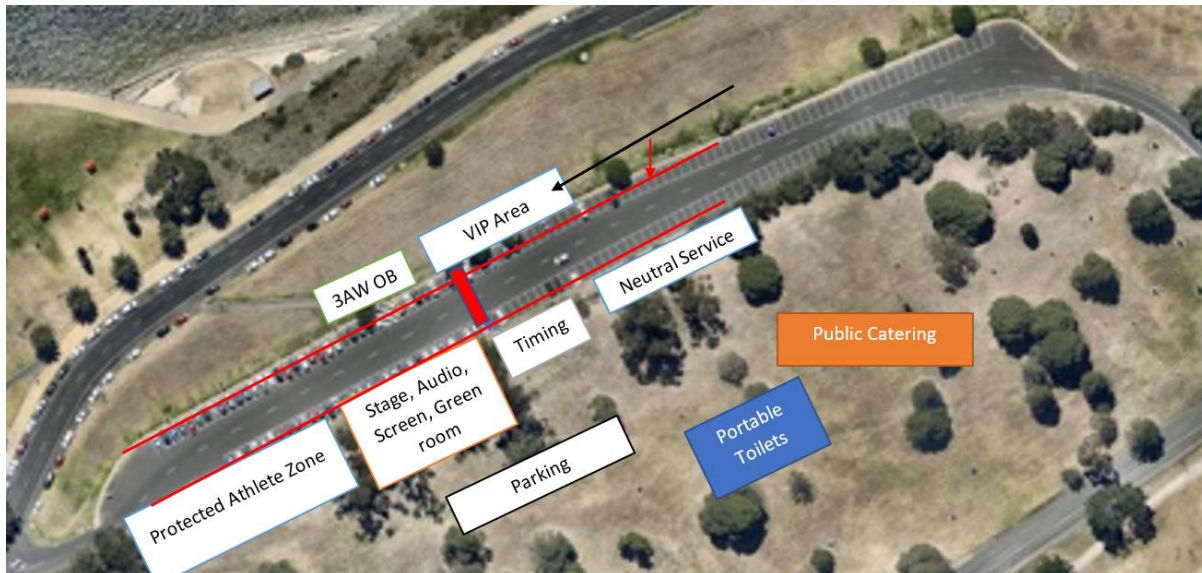 VIP Area
3AW OB
Neutral Service
Timing
Public Catering
Stage, Audio,
Screen, Green
room
Portable
Toilets
Parking
Protected Athlete Zone